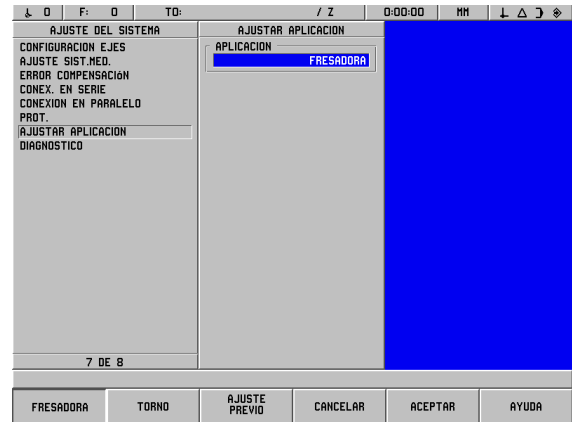 0 F: 0 T0: / Z 0:00:00 MM
AJUSTE DEL SISTEMA
CONFIGURACION EJES
AJUSTE SIST.MED.
ERROR COMPENSACIóN
CONEX. EN SERIE
CONEXION EN PARALELO
PROT.
AJUSTAR APLICACION
DIAGNOSTICO
7 DE 8
AJUSTAR APLICACION
APLICACION
FRESADORA
FRESADORA
TORNO
AJUSTE
PREVIO
CANCELAR
ACEPTAR
AYUDA